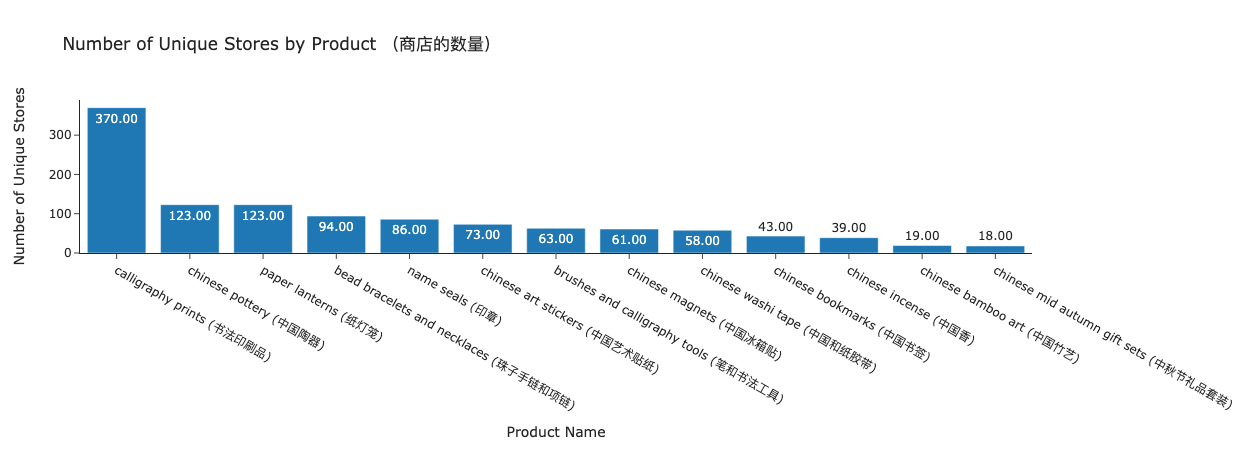 Number of Unique Stores by Product （商店的数量）
Number of Unique Stores
300
200
100
0
370.00
123.00
123.00
94.00
86.00
73.00
63.00
61.00
58.00
43.00
39.00
19.00
18.00
calligraphy prints (书法印刷品)
chinese pottery (中国陶器)
paper lanterns (纸灯笼)
bead bracelets and necklaces (珠子手链和项链)
name seals (印章)
chinese art stickers (中国艺术贴纸)
brushes and calligraphy tools (笔和书法工具)
chinese magnets (中国冰箱贴)
chinese washi tape (中国和纸胶带)
chinese bookmarks (中国书签)
chinese incense (中国香)
chinese bamboo art (中国竹艺)
chinese mid autumn gift sets (中秋节礼品套装)
Product Name